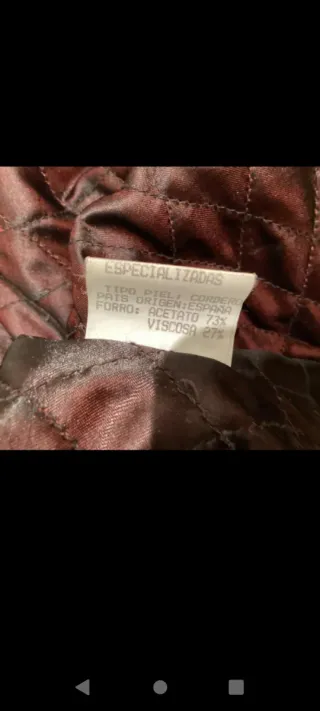 ESPECIALIZADAS
TIPO PIEL: CORDERO
PAIS ORIGEN:ESPAÑA
FORRO: ACETATO 73%
VISCOSA 27%